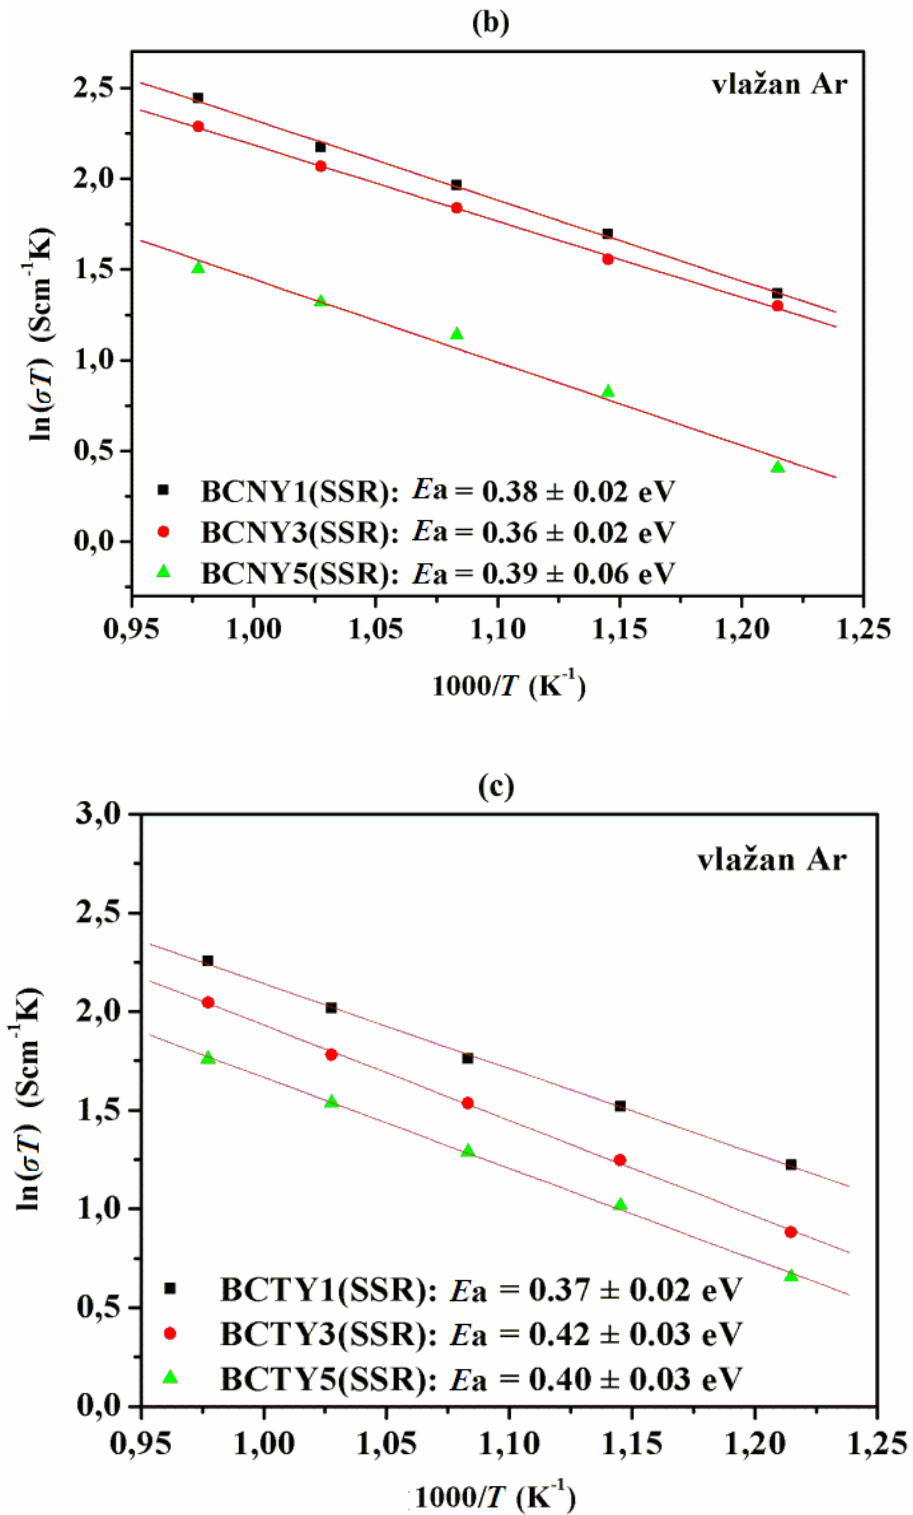 (b)
vlažan Ar
2,5
2,0
1,5
1,0
0,5
0,0
ln(σT) (Scm⁻¹K)
BCNY1(SSR): Ea = 0.38 ± 0.02 eV
BCNY3(SSR): Ea = 0.36 ± 0.02 eV
BCNY5(SSR): Ea = 0.39 ± 0.06 eV
0,95 1,00 1,05 1,10 1,15 1,20 1,25
1000/T (K⁻¹)
(c)
vlažan Ar
3,0
2,5
2,0
1,5
1,0
0,5
0,0
ln(σT) (Scm⁻¹K)
BCTY1(SSR): Ea = 0.37 ± 0.02 eV
BCTY3(SSR): Ea = 0.42 ± 0.03 eV
BCTY5(SSR): Ea = 0.40 ± 0.03 eV
0,95 1,00 1,05 1,10 1,15 1,20 1,25
1000/T (K⁻¹)